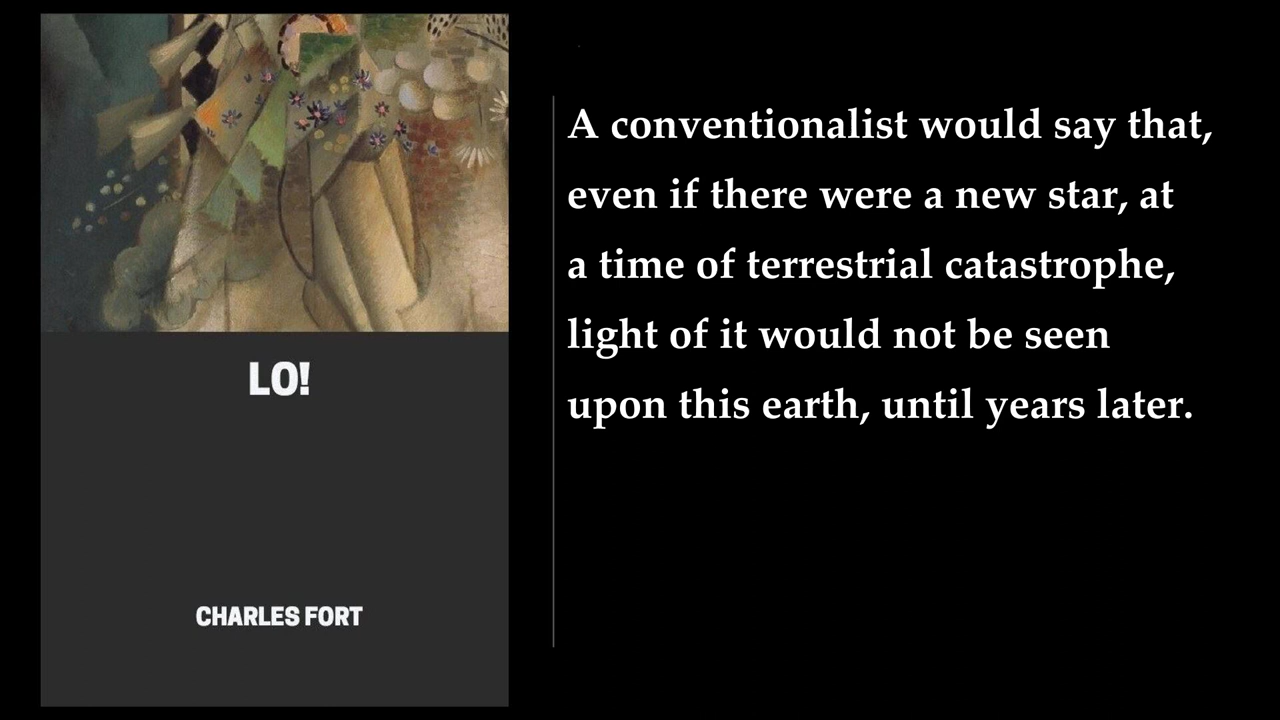 LO!
CHARLES FORT
A conventionalist would say that,
even if there were a new star, at
a time of terrestrial catastrophe,
light of it would not be seen
upon this earth, until years later.